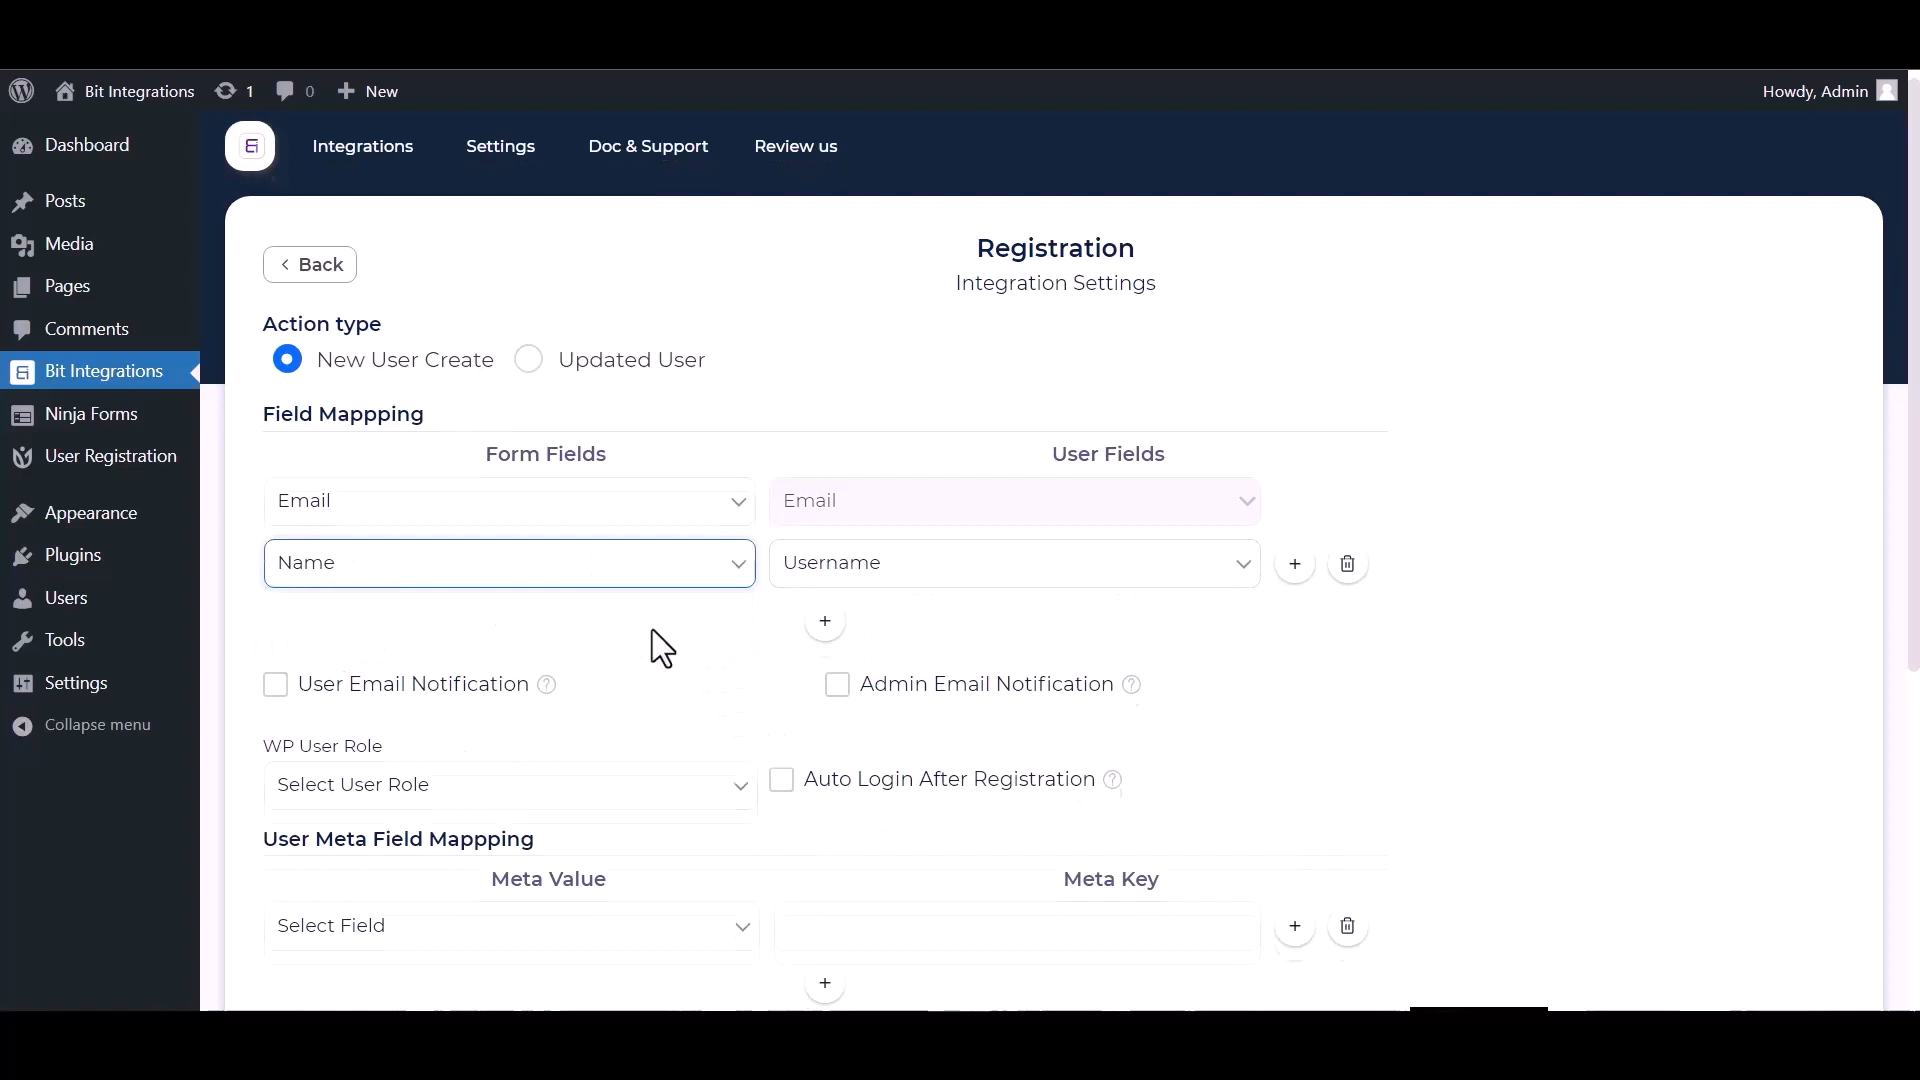 Bit Integrations 1 0 New Howdy, Admin
Dashboard
Posts
Media
Pages
Comments
Bit Integrations
Ninja Forms
User Registration
Appearance
Plugins
Users
Tools
Settings
Collapse menu
Integrations Settings Doc & Support Review us
Back
Registration
Integration Settings
Action type
New User Create Updated User
Field Mappping
Form Fields User Fields
Email Email
Name Username +
+
User Email Notification ? Admin Email Notification ?
WP User Role
Select User Role Auto Login After Registration ?
User Meta Field Mappping
Meta Value Meta Key
Select Field +
+